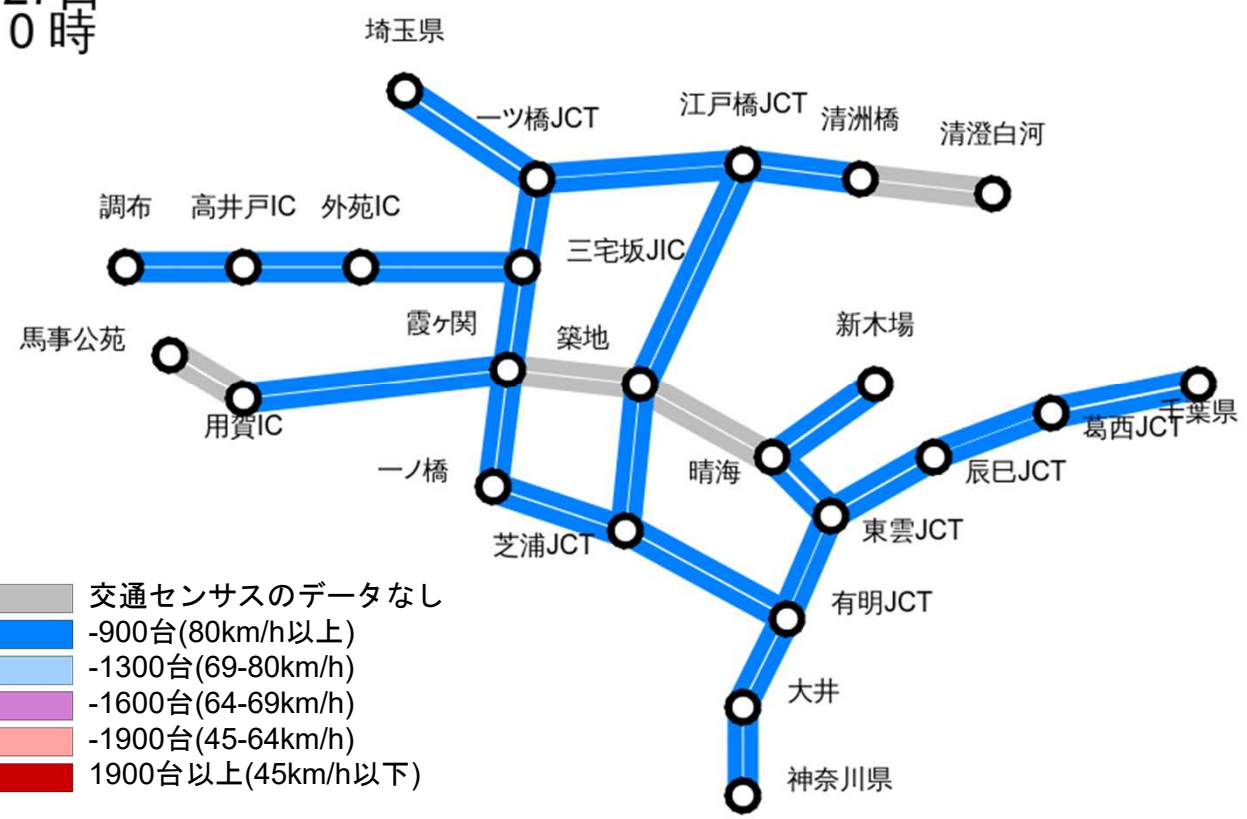 0 時
埼玉県
一ツ橋JCT
江戸橋JCT
清洲橋
清澄白河
調布
高井戸IC
外苑IC
三宅坂JIC
霞ヶ関
築地
新木場
馬事公苑
用賀IC
千葉県
葛西JCT
一ノ橋
晴海
辰巳JCT
芝浦JCT
東雲JCT
有明JCT
大井
神奈川県
交通センサスのデータなし
-900台(80km/h以上)
-1300台(69-80km/h)
-1600台(64-69km/h)
-1900台(45-64km/h)
1900台以上(45km/h以下)